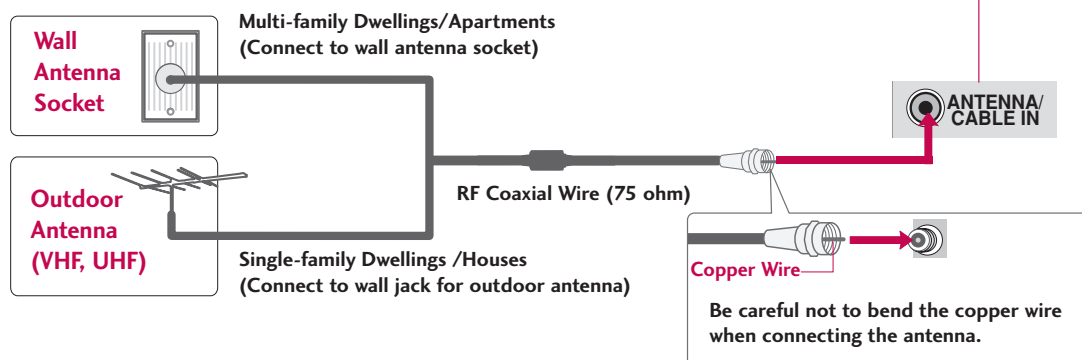 Multi-family Dwellings/Apartments
(Connect to wall antenna socket)
Wall
Antenna
Socket
ANTENNA/
CABLE IN
RF Coaxial Wire (75 ohm)
Outdoor
Antenna
(VHF, UHF)
Single-family Dwellings /Houses
(Connect to wall jack for outdoor antenna)
Copper Wire
Be careful not to bend the copper wire
when connecting the antenna.